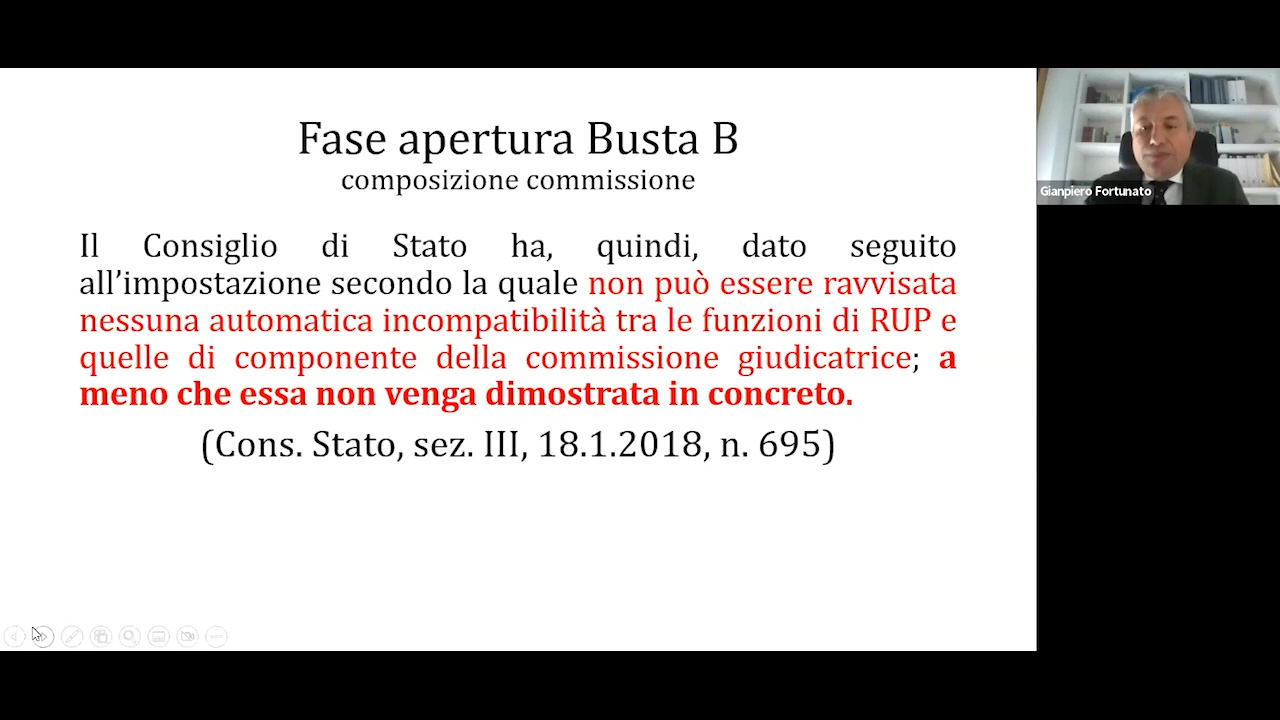 Fase apertura Busta B
composizione commissione
Il Consiglio di Stato ha, quindi, dato seguito
all’impostazione secondo la quale non può essere ravvisata
nessuna automatica incompatibilità tra le funzioni di RUP e
quelle di componente della commissione giudicatrice; a
meno che essa non venga dimostrata in concreto.
(Cons. Stato, sez. III, 18.1.2018, n. 695)
Gianpiero Fortunato